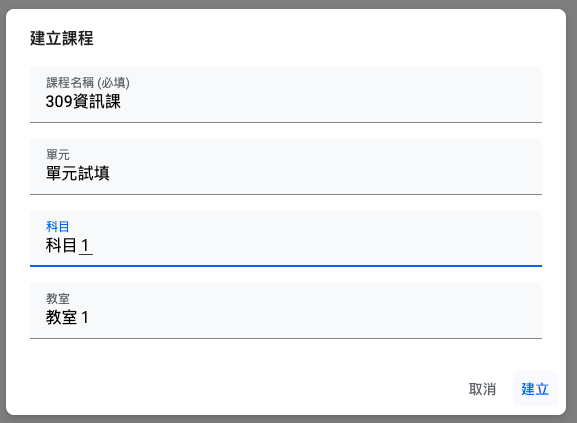 建立課程
課程名稱 (必填)
309資訊課
單元
單元試填
科目
科目1
教室
教室1
取消
建立